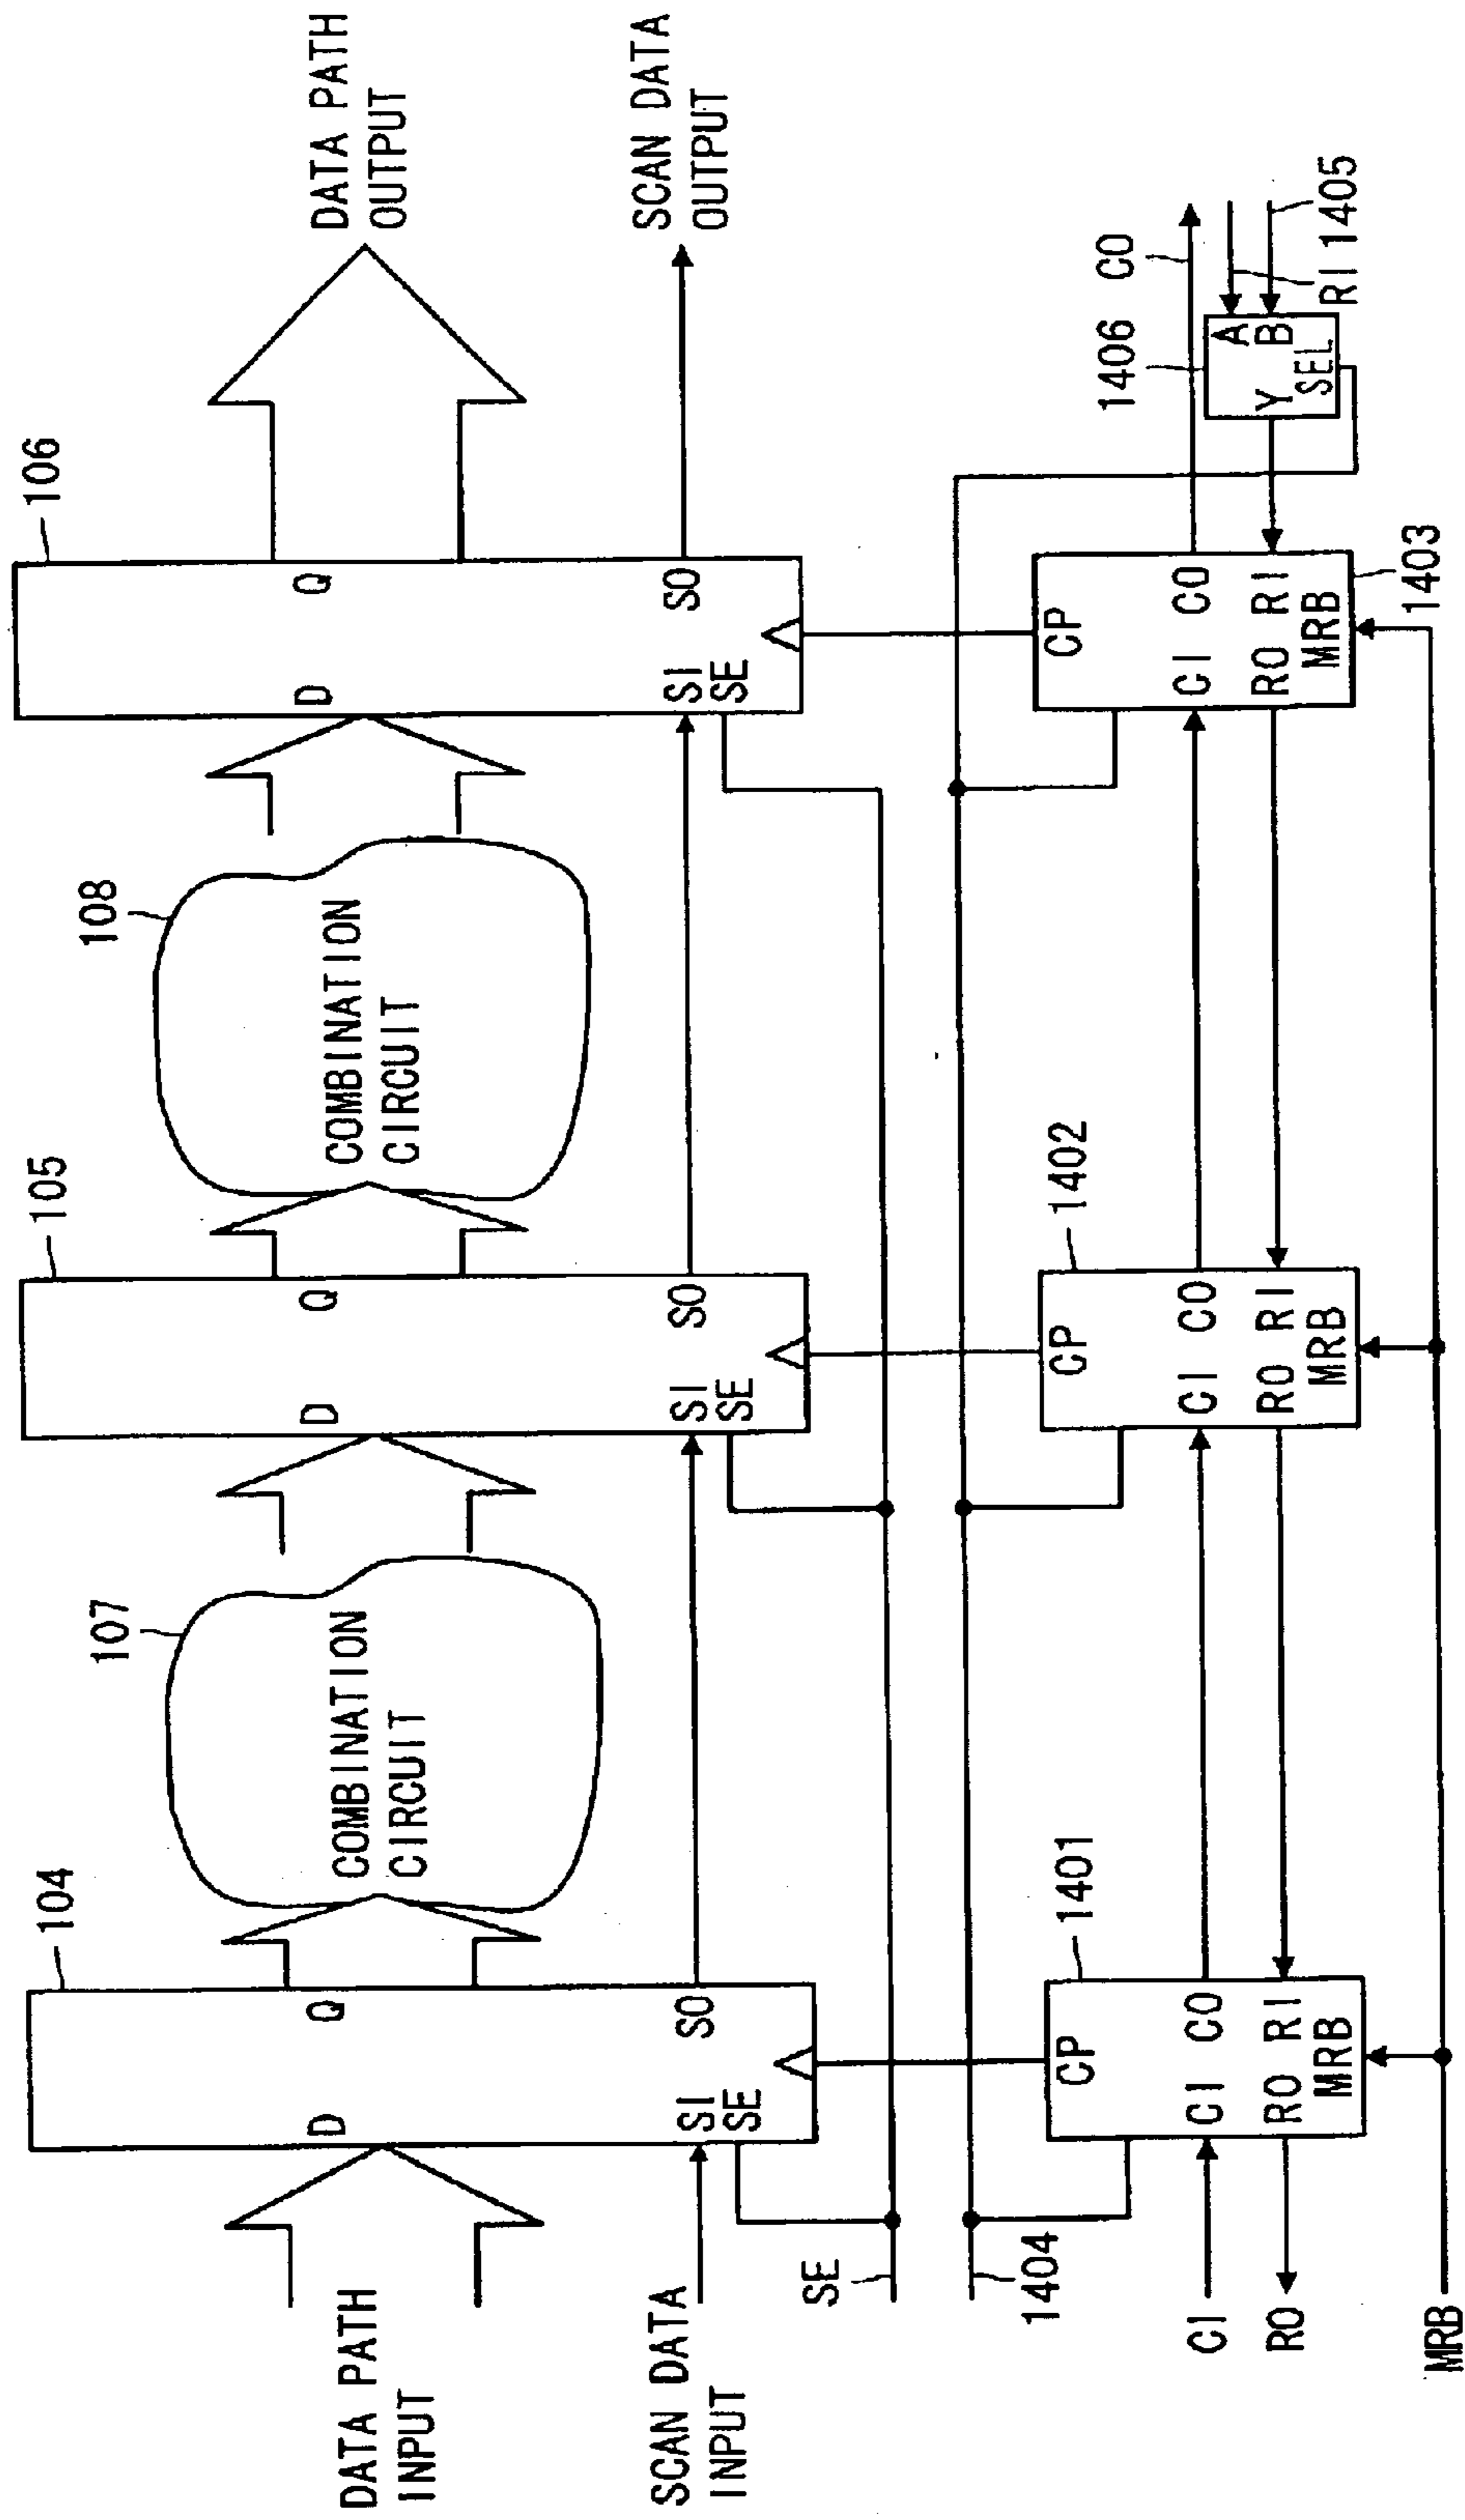 106
105
104
108
107
DATA PATH
INPUT
D Q
COMBINATION
CIRCUIT
D Q
COMBINATION
CIRCUIT
D Q
DATA PATH
OUTPUT
SCAN DATA
INPUT
SI SO
SE
SI SO
SE
SI SO
SE
SCAN DATA
OUTPUT
SE
1404
1401
1402
CP
CP
CP
1406 CO
CI
CI CO
CI CO
CI CO
A
RO
RO RI
RO RI
RO RI
Y B
SEL
MRB
MRB
MRB
RI 1405
1403
MRB